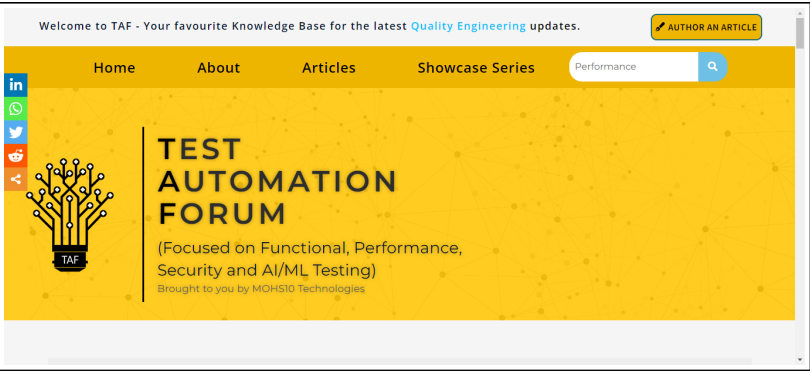 Welcome to TAF - Your favourite Knowledge Base for the latest Quality Engineering updates.
AUTHOR AN ARTICLE
Home About Articles Showcase Series Performance
in
TEST
AUTOMATION
FORUM
(Focused on Functional, Performance,
Security and AI/ML Testing)
Brought to you by MOHS10 Technologies
TAF